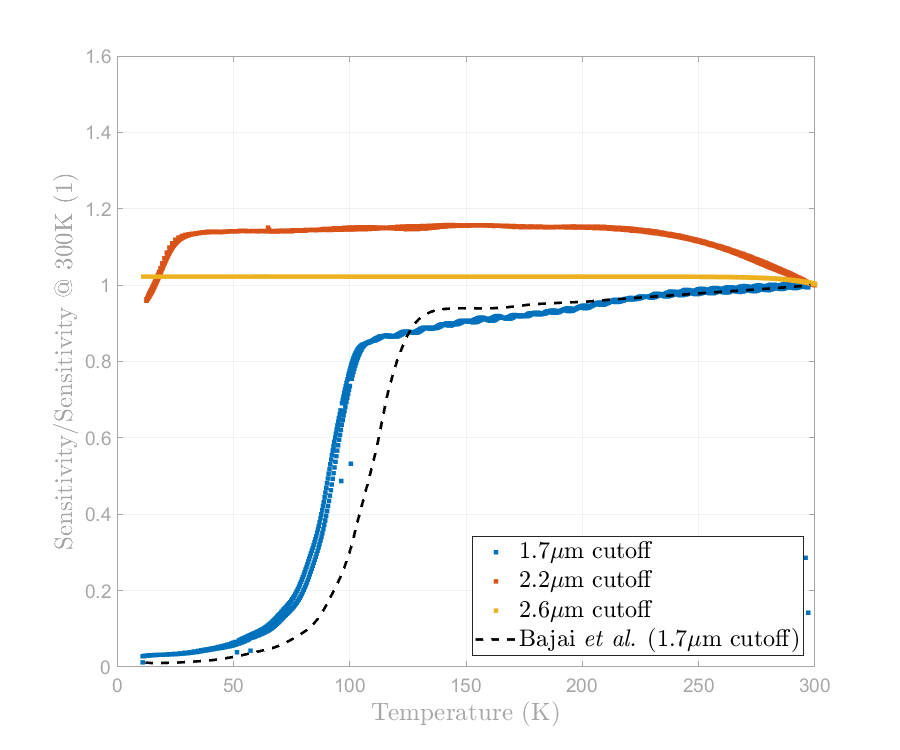 1.6
1.4
1.2
1
0.8
0.6
0.4
0.2
0
Sensitivity/Sensitivity @ 300K (1)
1.7μm cutoff
2.2μm cutoff
2.6μm cutoff
Bajai et al. (1.7μm cutoff)
0 50 100 150 200 250 300
Temperature (K)